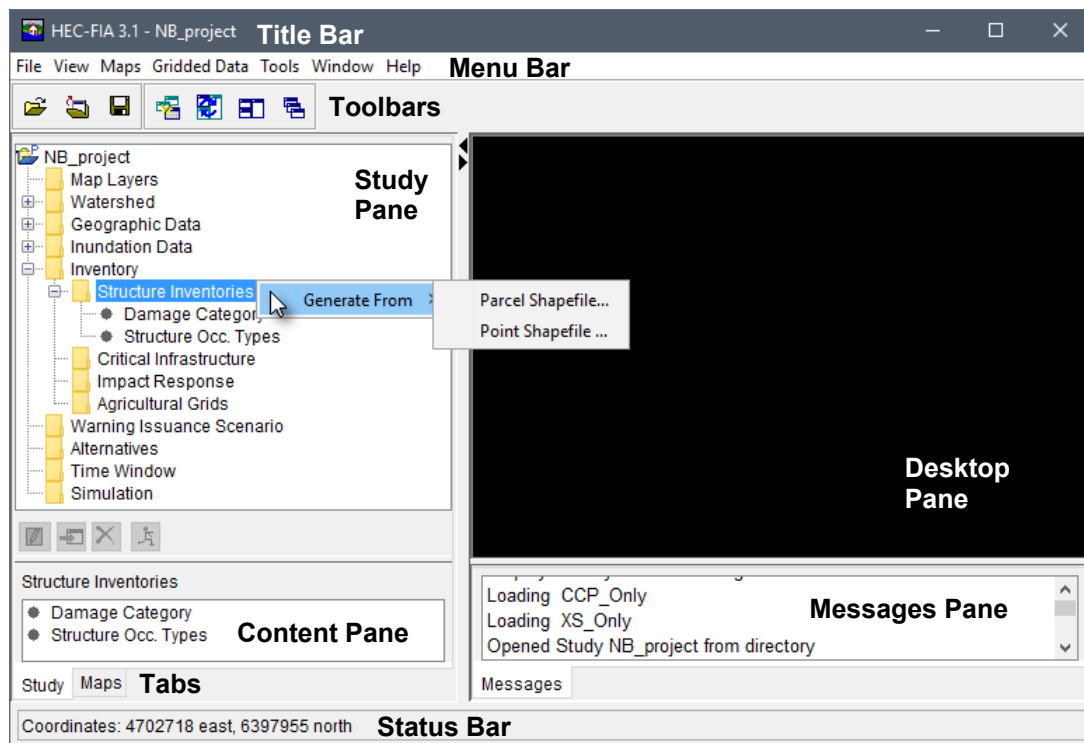 HEC-FIA 3.1 - NB_project Title Bar
File View Maps Gridded Data Tools Window Help Menu Bar
Toolbars
NB_project
Map Layers
Watershed
Geographic Data
Inundation Data
Inventory
Structure Inventories
Damage Category
Structure Occ. Types
Critical Infrastructure
Impact Response
Agricultural Grids
Warning Issuance Scenario
Alternatives
Time Window
Simulation
Study
Pane
Generate From
Parcel Shapefile...
Point Shapefile ...
Desktop
Pane
Structure Inventories
Damage Category
Structure Occ. Types
Content Pane
Study Maps Tabs
Loading CCP_Only
Loading XS_Only
Opened Study NB_project from directory
Messages Pane
Messages
Coordinates: 4702718 east, 6397955 north Status Bar